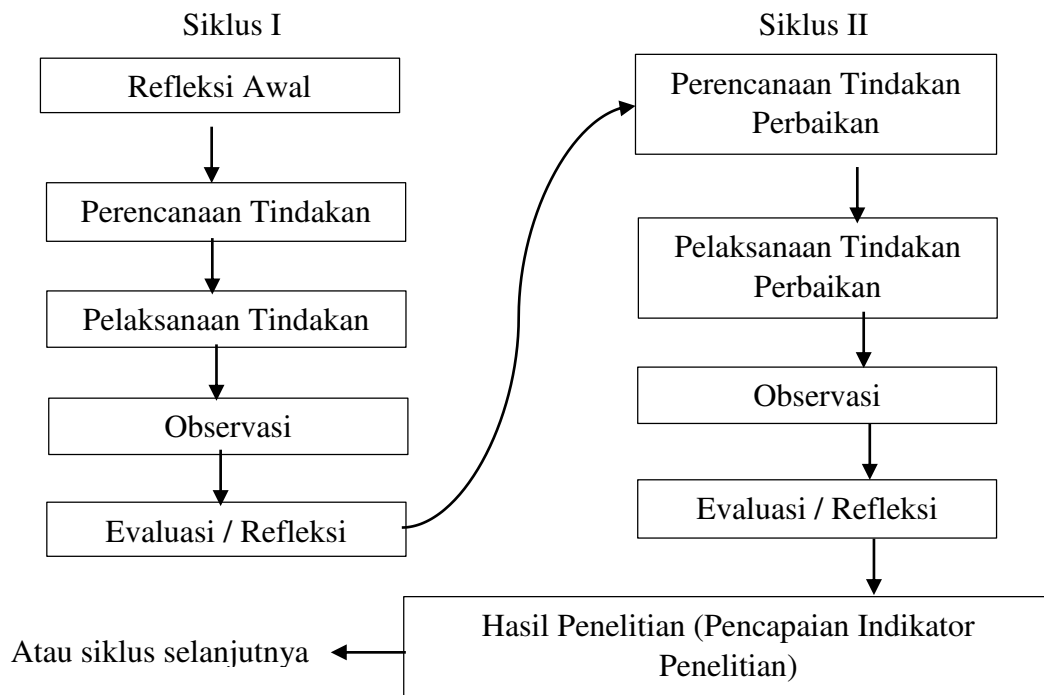 Siklus I
Refleksi Awal
Perencanaan Tindakan
Pelaksanaan Tindakan
Observasi
Evaluasi / Refleksi
Siklus II
Perencanaan Tindakan
Perbaikan
Pelaksanaan Tindakan
Perbaikan
Observasi
Evaluasi / Refleksi
Hasil Penelitian (Pencapaian Indikator
Penelitian)
Atau siklus selanjutnya